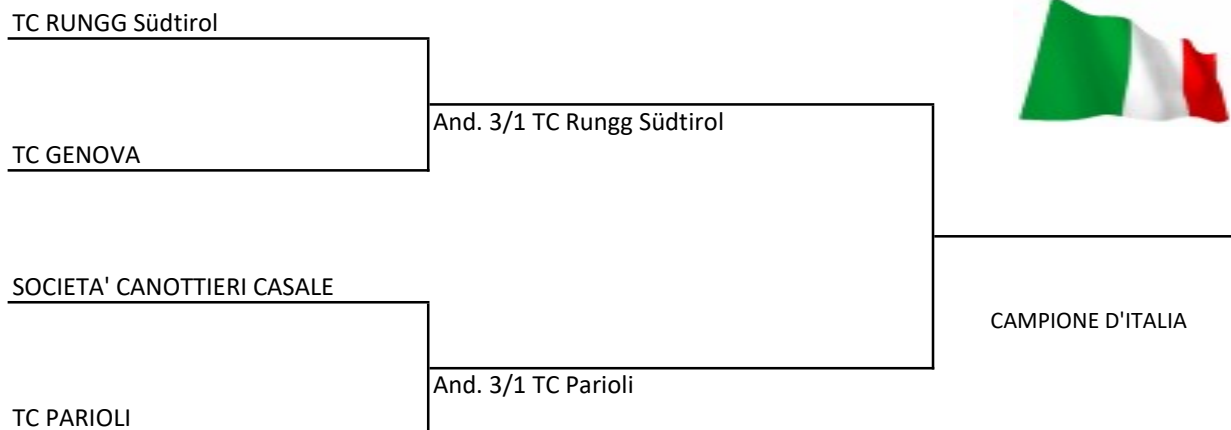 TC RUNGG Südtirol
And. 3/1 TC Rungg Südtirol
TC GENOVA
SOCIETA' CANOTTIERI CASALE
CAMPIONE D'ITALIA
And. 3/1 TC Parioli
TC PARIOLI